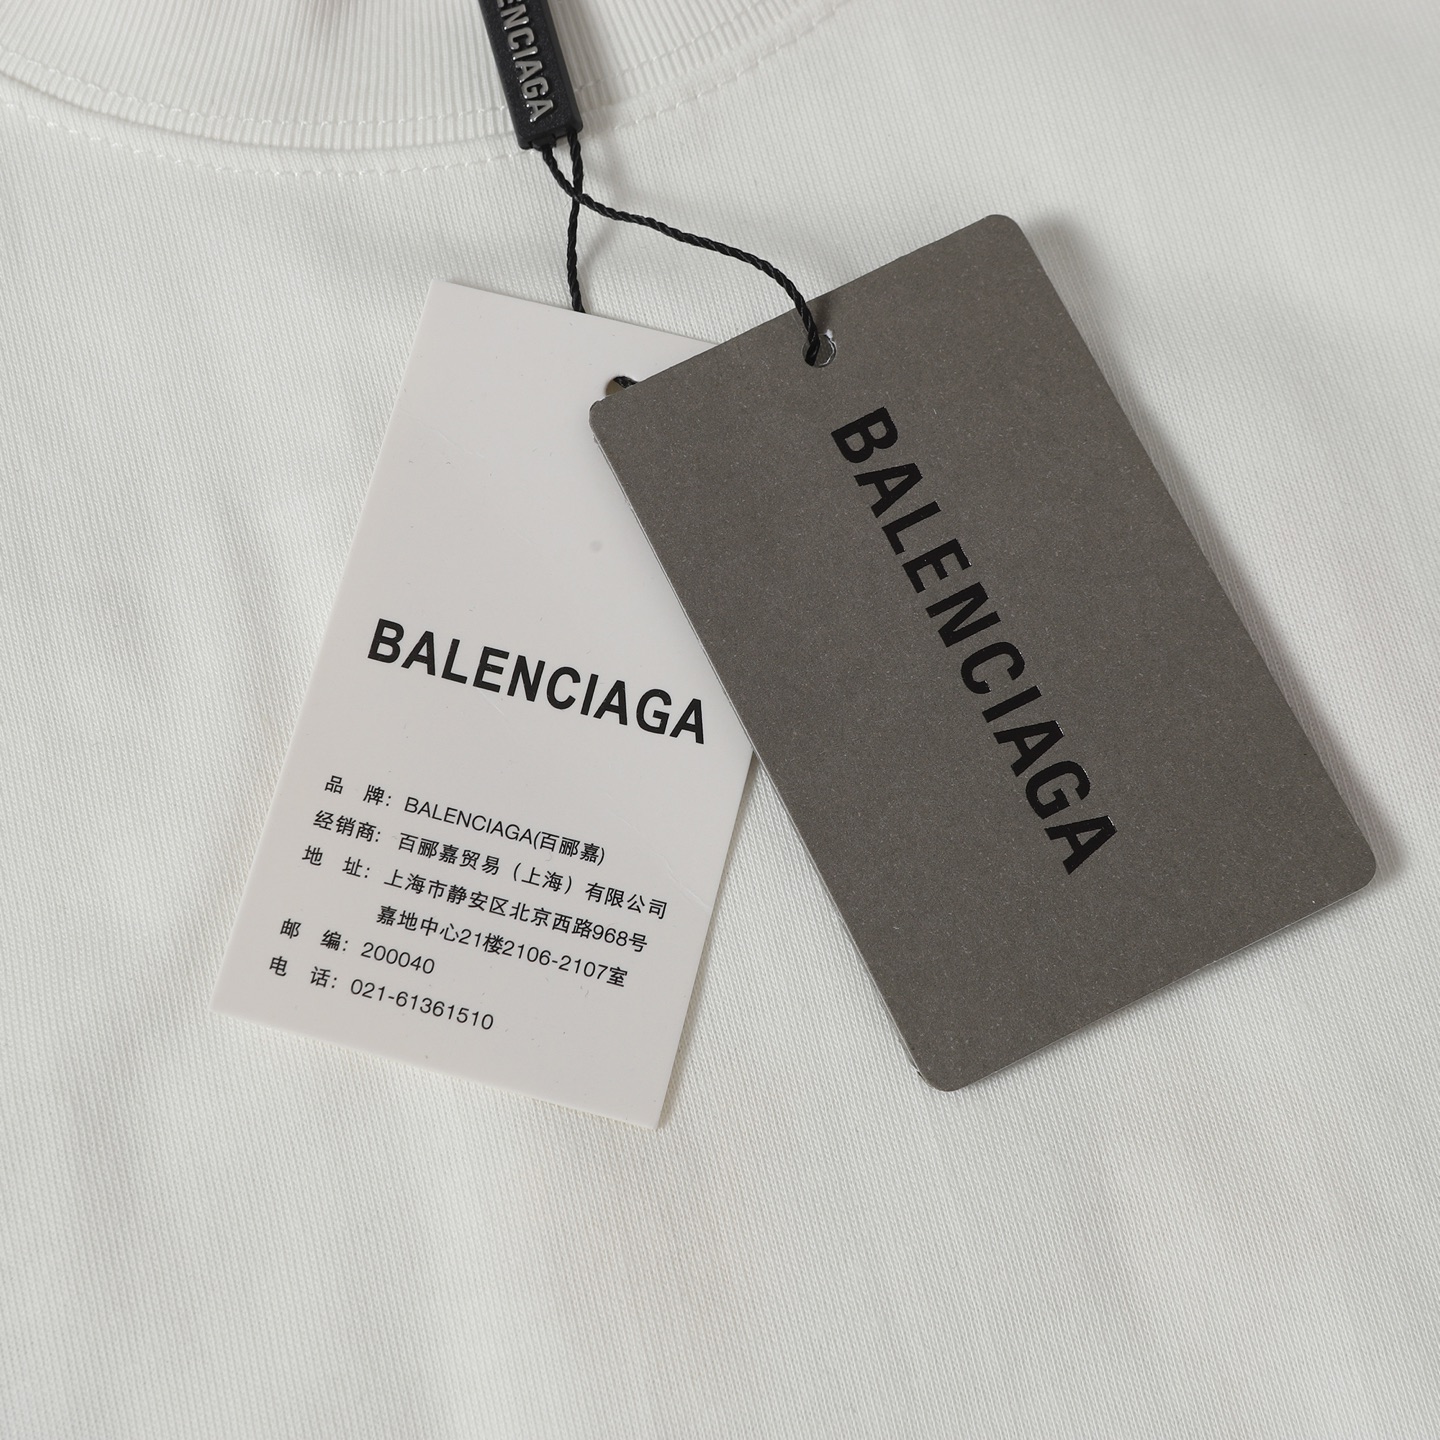 ENCIAGA
BALENCIAGA
品 牌：BALENCIAGA(百郦嘉)
经销商：百郦嘉贸易（上海）有限公司
地 址：上海市静安区北京西路968号
嘉地中心21楼2106-2107室
邮 编：200040
电 话：021-61361510
BALENCIAGA